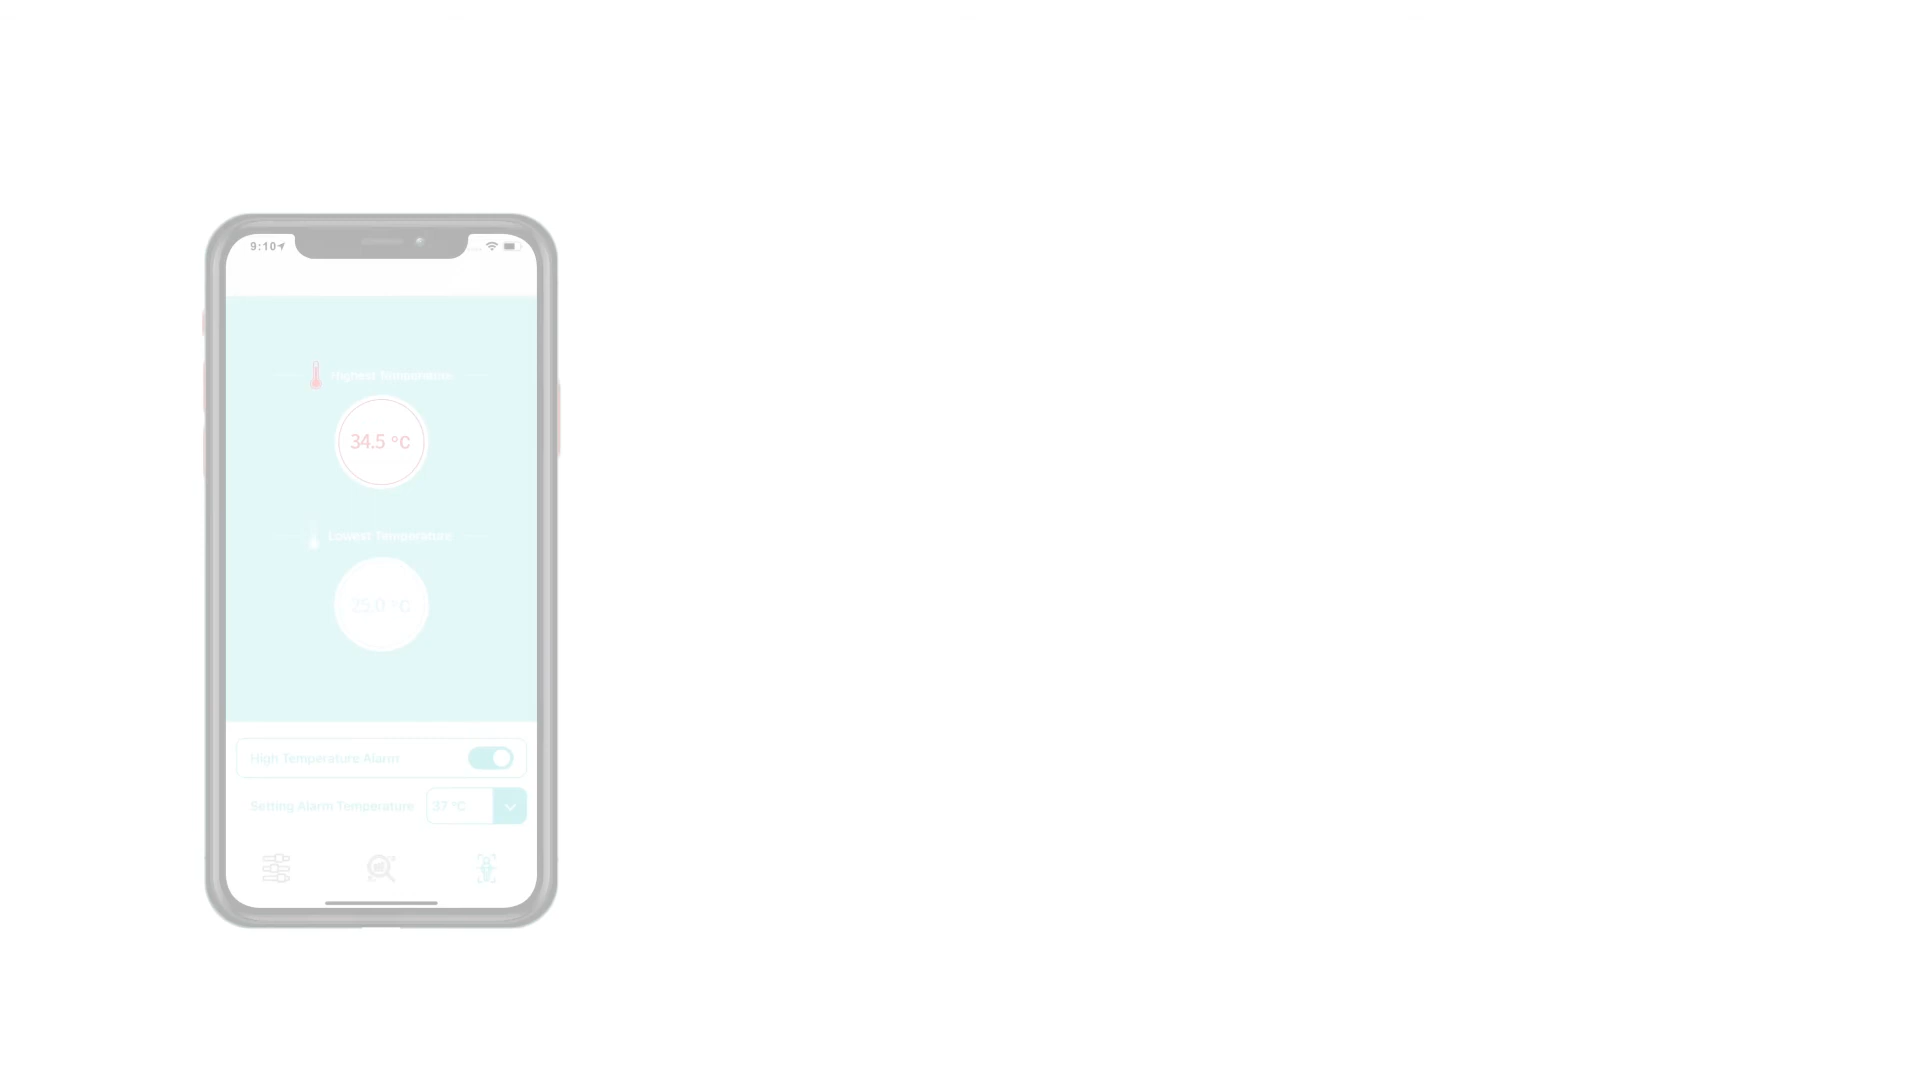 9:10
Highest Temperature
34.5 °C
Lowest Temperature
25.0 °C
High Temperature Alarm
Setting Alarm Temperature 37 °C